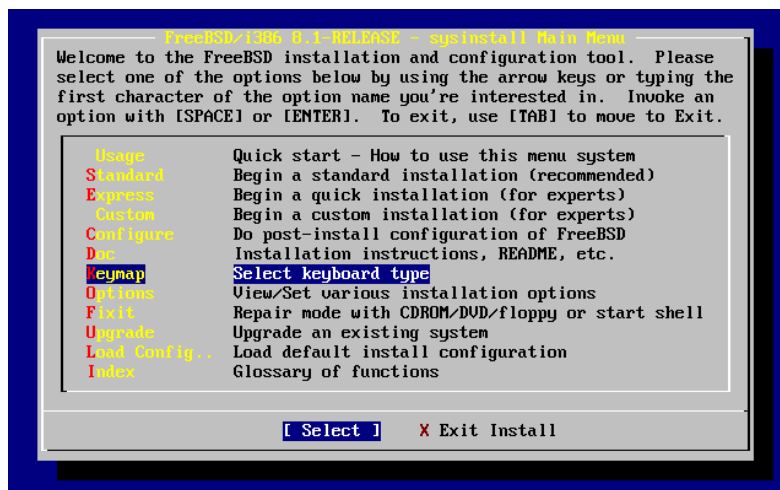 FreeBSD/i386 8.1-RELEASE - sysinstall Main Menu
Welcome to the FreeBSD installation and configuration tool.  Please
select one of the options below by using the arrow keys or typing the
first character of the option name you're interested in.  Invoke an
option with [SPACE] or [ENTER].  To exit, use [TAB] to move to Exit.
Usage Quick start - How to use this menu system
Standard Begin a standard installation (recommended)
Express Begin a quick installation (for experts)
Custom Begin a custom installation (for experts)
Configure Do post-install configuration of FreeBSD
Doc Installation instructions, README, etc.
Keymap Select keyboard type
Options View/Set various installation options
Fixit Repair mode with CDROM/DVD/floppy or start shell
Upgrade Upgrade an existing system
Load Config.. Load default install configuration
Index Glossary of functions
[ Select ] X Exit Install